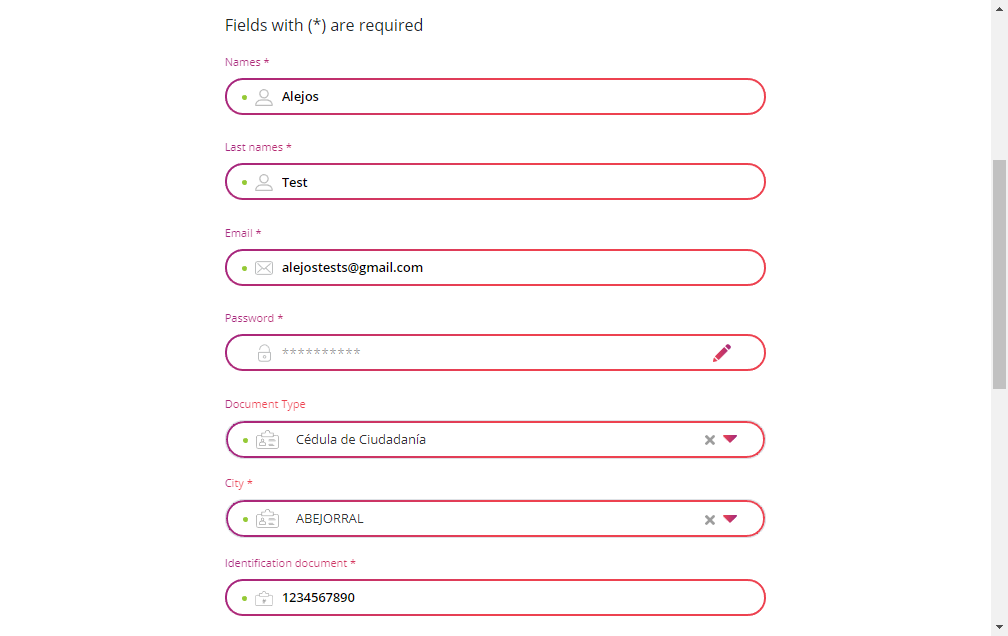 Fields with (*) are required
Names *
Alejos
Last names *
Test
Email *
alejostests@gmail.com
Password *
**********
Document Type
Cédula de Ciudadanía
City *
ABEJORRAL
Identification document *
1234567890